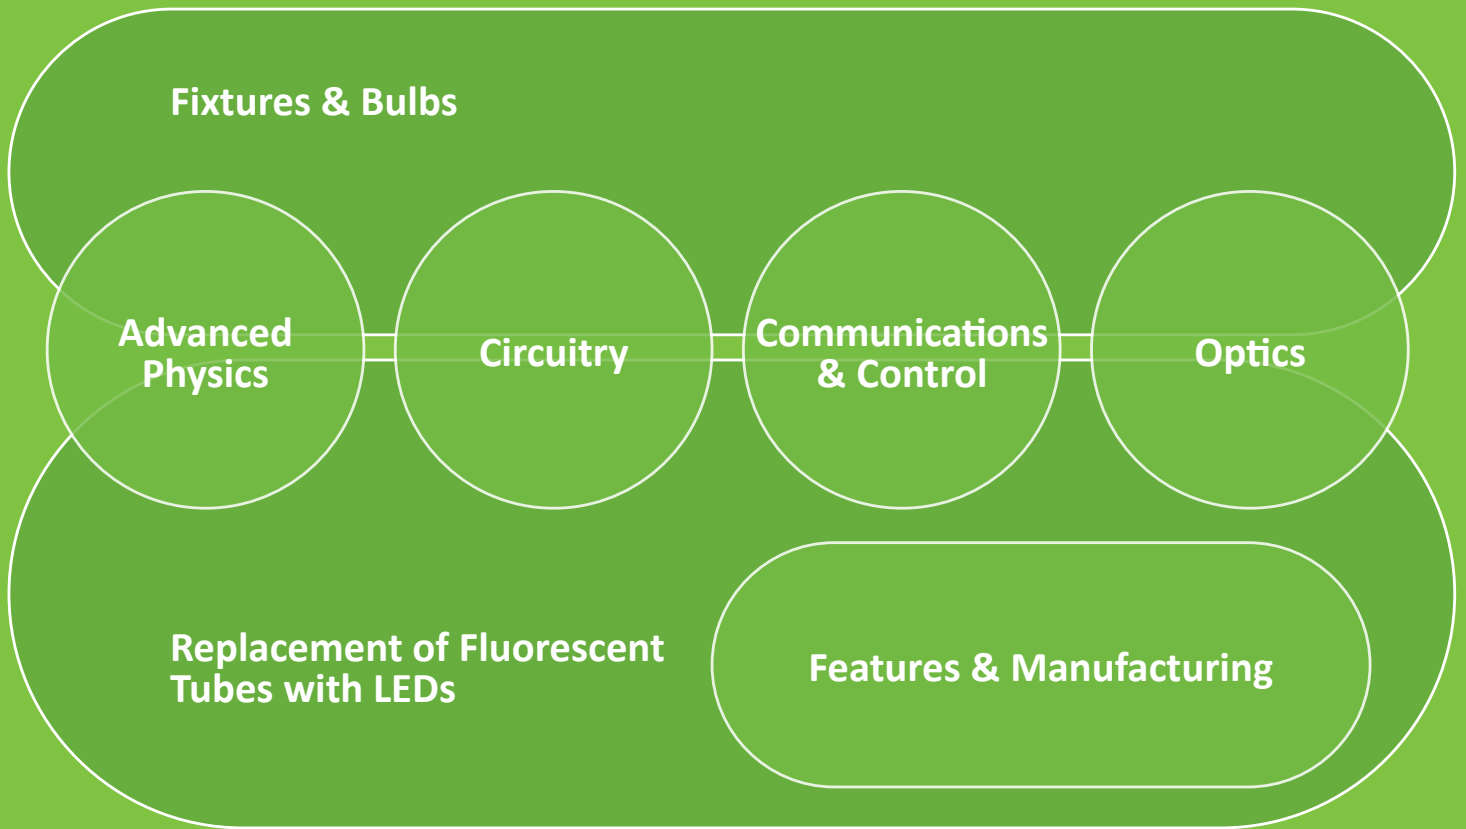 Fixtures & Bulbs
Advanced
Physics
Circuitry
Communications
& Control
Optics
Replacement of Fluorescent
Tubes with LEDs
Features & Manufacturing